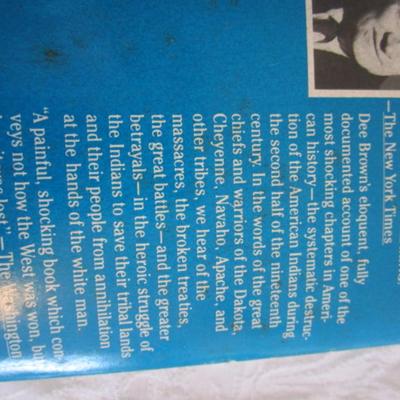 —The New York Times
Dee Brown's eloquent, fully
documented account of one of the
most shocking chapters in Ameri-
can history—the systematic destruc-
tion of the American Indians during
the second half of the nineteenth
century. In the words of the great
chiefs and warriors of the Dakota,
Cheyenne, Navaho, Apache, and
other tribes, we hear of the
massacres, the broken treaties,
the great battles—and the greater
betrayals—in the heroic struggle of
the Indians to save their tribal lands
and their people from annihilation
at the hands of the white man.
"A painful, shocking book which con-
veys not how the West was won, but
lost."—The Washington